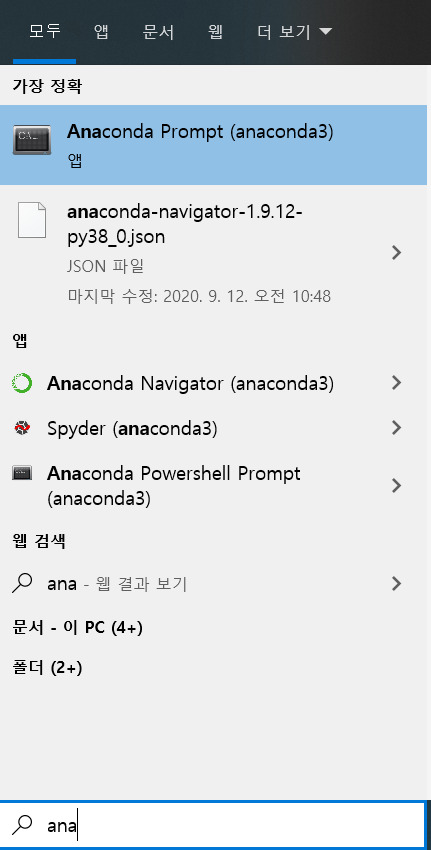 모두 앱 문서 웹 더 보기
가장 정확
Anaconda Prompt (anaconda3)
앱
anaconda-navigator-1.9.12-
py38_0.json
JSON 파일
마지막 수정: 2020. 9. 12. 오전 10:48
앱
Anaconda Navigator (anaconda3)
Spyder (anaconda3)
Anaconda Powershell Prompt
(anaconda3)
웹 검색
ana - 웹 결과 보기
문서 - 이 PC (4+)
폴더 (2+)
ana